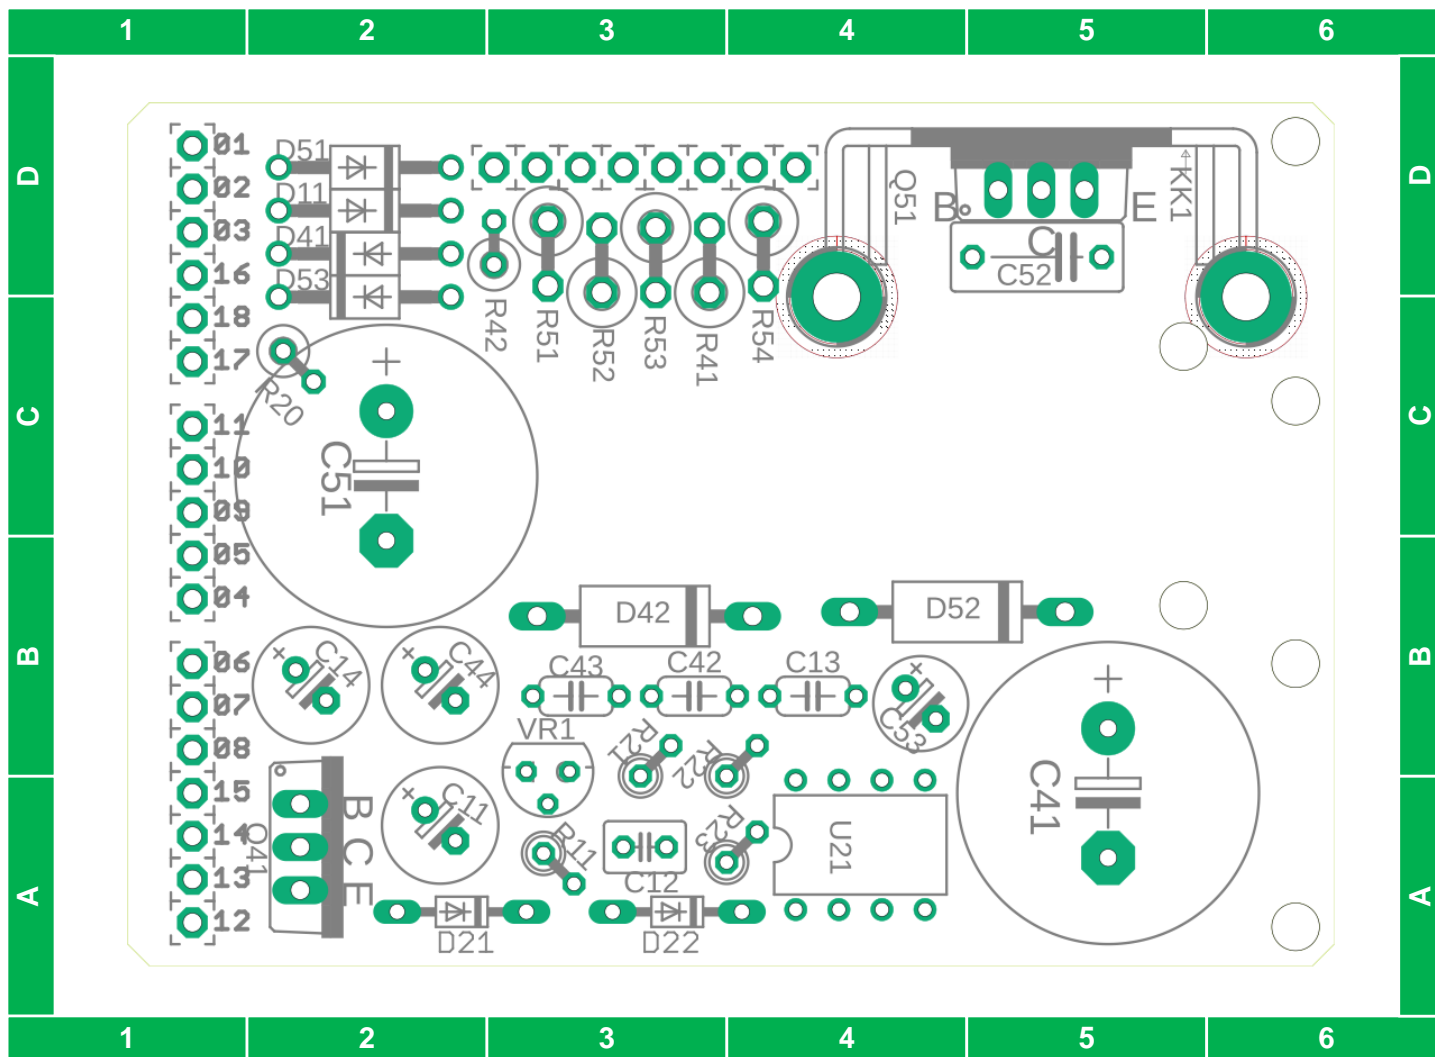 1 2 3 4 5 6
D D
01
D51
02
D11
03
D41
16
D53
Q51
B
E
KK1
C
C52
18
17
R42
R51
R52
R53
R41
R54
R20
C C
11
10
09
05
04
C51
D42
D52
B B
06
07
08
C14
C44
C43
C42
C13
C53
VR1
R21
R22
15
14
13
12
Q41
B
C
E
C11
R11
C12
R23
U21
C41
A A
D21
D22
1 2 3 4 5 6